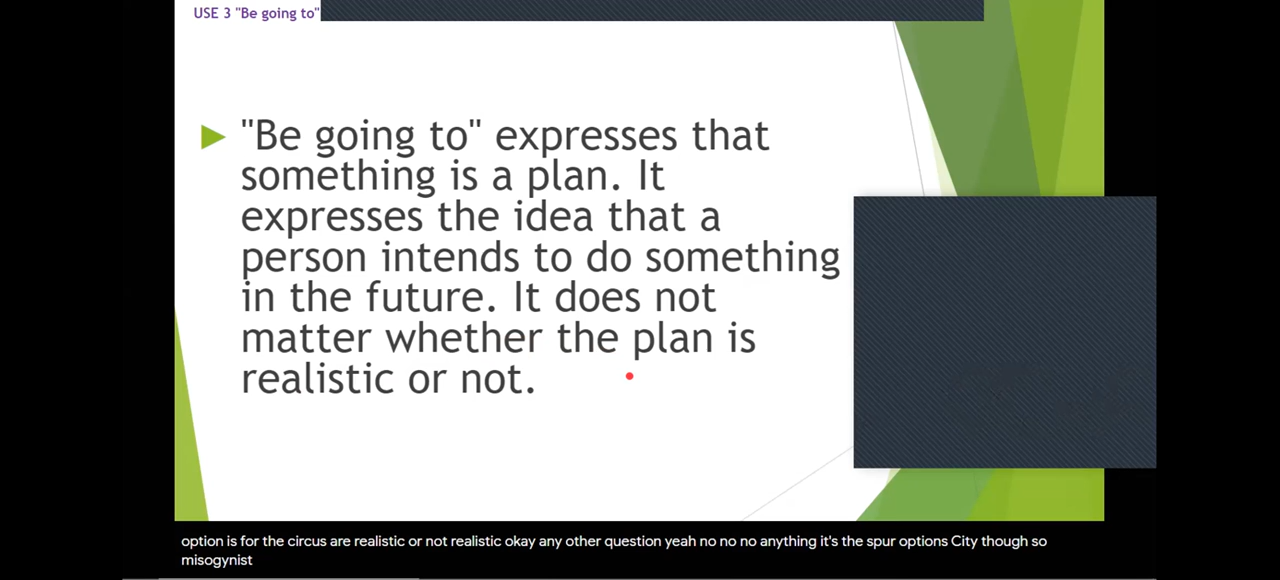 USE 3 "Be going to"
"Be going to" expresses that
something is a plan. It
expresses the idea that a
person intends to do something
in the future. It does not
matter whether the plan is
realistic or not.
option is for the circus are realistic or not realistic okay any other question yeah no no no anything it's the spur options City though so
misogynist